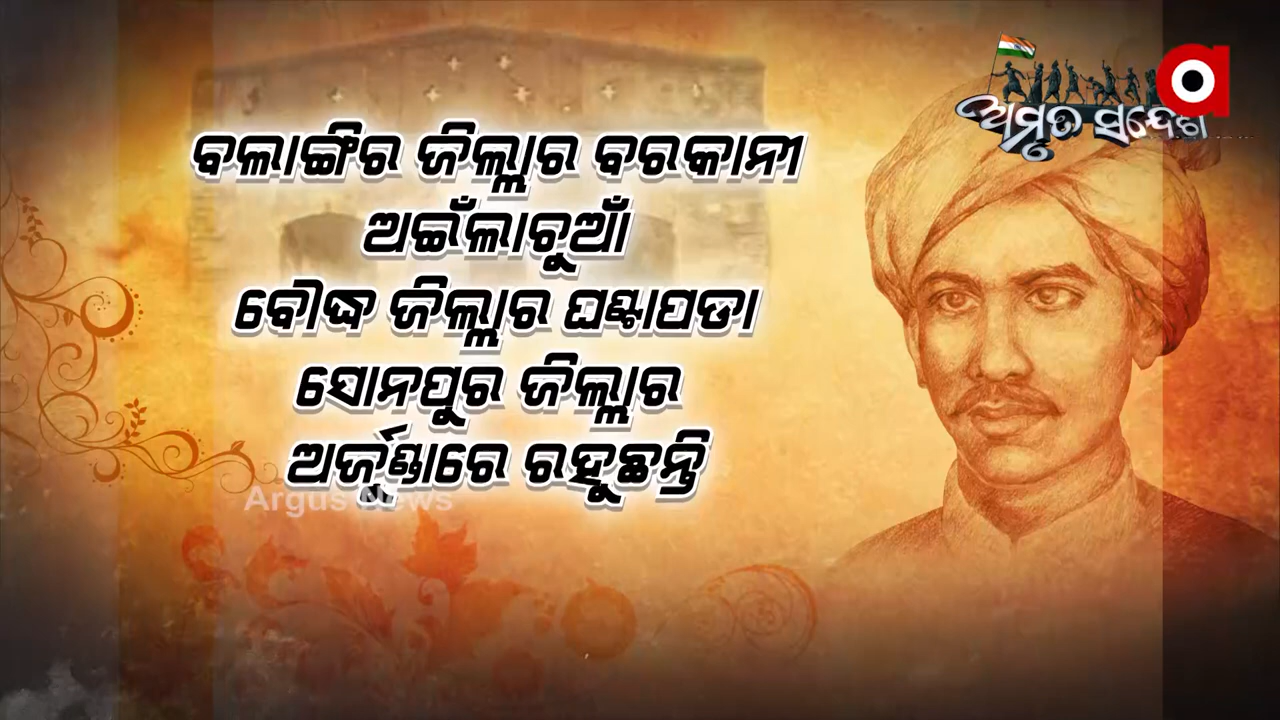 ଅମୃତ ସନ୍ଦେଶ
ବଲାଙ୍ଗିର ଜିଲ୍ଲାର ବରକାନୀ
ଅଇଁଲାଚୁଆଁ
ବୌଦ୍ଧ ଜିଲ୍ଲାର ଘଣ୍ଟାପଡା
ସୋନପୁର ଜିଲ୍ଲାର
ଅର୍ଜୁଣ୍ଡାରେ ରହୁଛନ୍ତି
Argus News